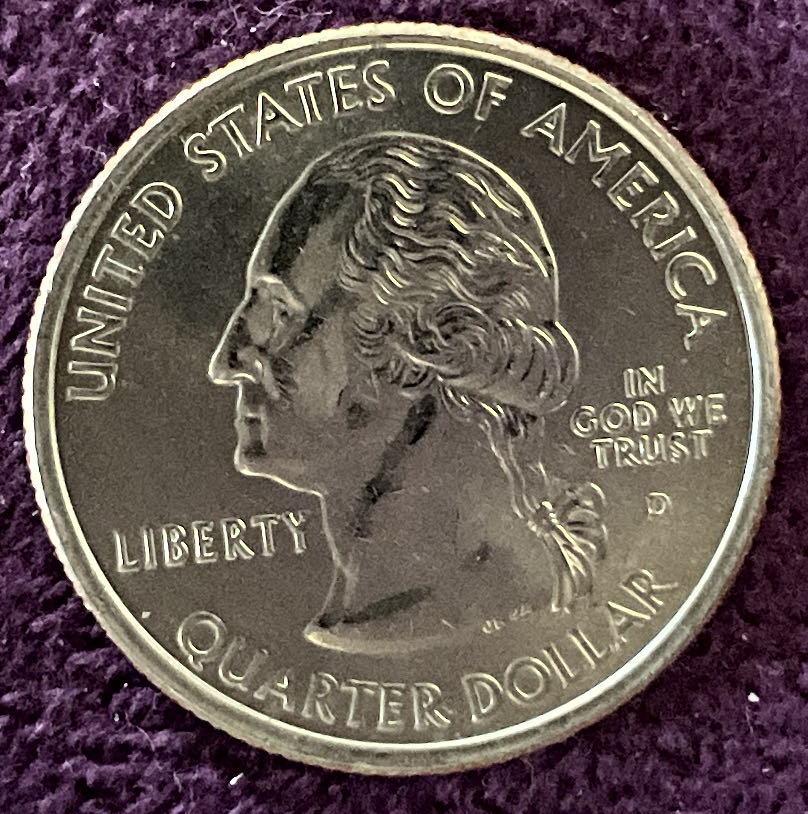 UNITED STATES OF AMERICA
IN
GOD WE
TRUST
D
LIBERTY
QUARTER DOLLAR